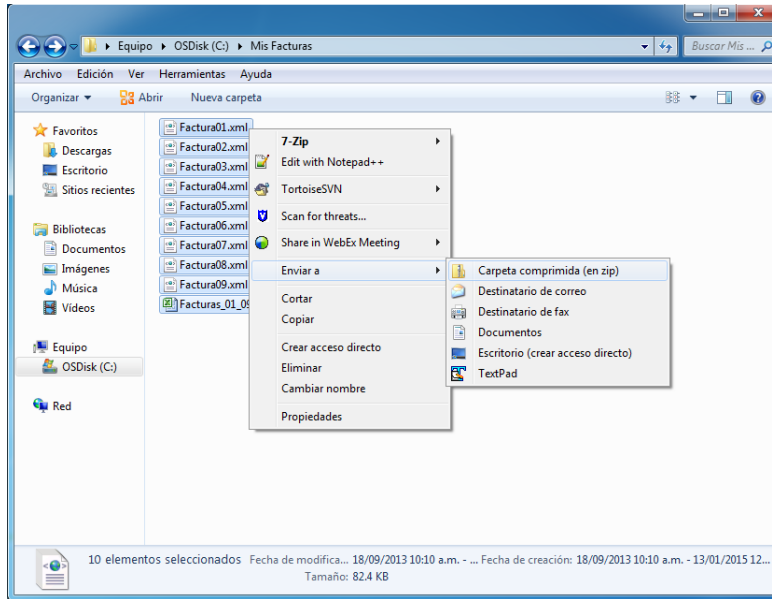 Equipo ▸ OSDisk (C:) ▸ Mis Facturas
Buscar Mis ...
Archivo Edición Ver Herramientas Ayuda
Organizar Abrir Nueva carpeta
Favoritos
Descargas
Escritorio
Sitios recientes
Bibliotecas
Documentos
Imágenes
Música
Vídeos
Equipo
OSDisk (C:)
Red
Factura01.xml
Factura02.xml
Factura03.xml
Factura04.xml
Factura05.xml
Factura06.xml
Factura07.xml
Factura08.xml
Factura09.xml
Facturas_01_09
7-Zip
Edit with Notepad++
TortoiseSVN
Scan for threats...
Share in WebEx Meeting
Enviar a
Cortar
Copiar
Crear acceso directo
Eliminar
Cambiar nombre
Propiedades
Carpeta comprimida (en zip)
Destinatario de correo
Destinatario de fax
Documentos
Escritorio (crear acceso directo)
TextPad
10 elementos seleccionados Fecha de modifica... 18/09/2013 10:10 a.m. - ... Fecha de creación: 18/09/2013 10:10 a.m. - 13/01/2015 12...
Tamaño: 82.4 KB